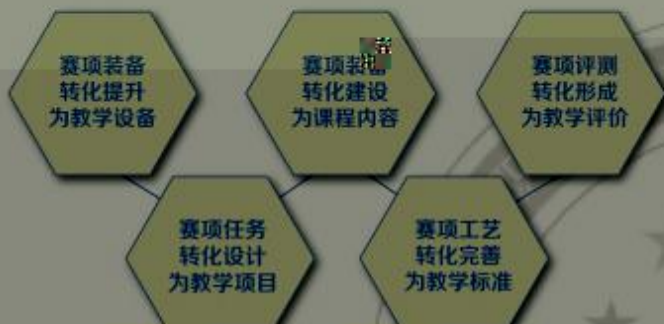 赛项装备
转化提升
为教学设备
赛项装
转化建设
为课程内容
赛项评测
转化形成
为教学评价
赛项任务
转化设计
为教学项目
赛项工艺
转化完善
为教学标准